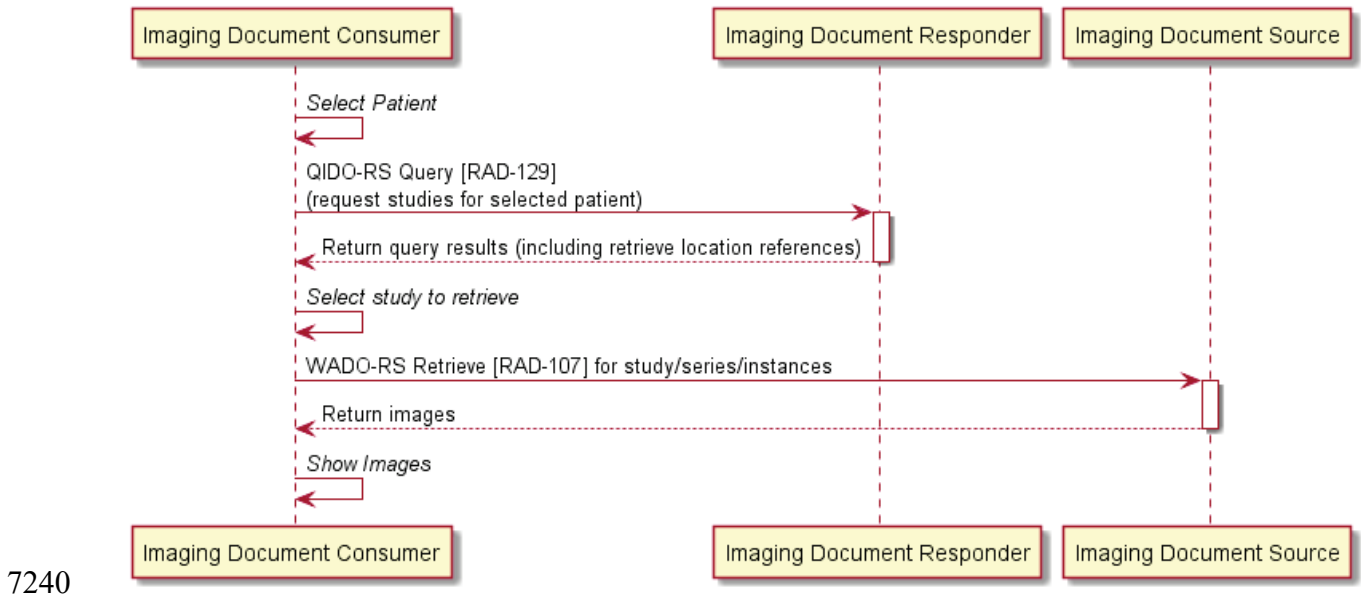 Imaging Document Consumer
Imaging Document Responder
Imaging Document Source
Select Patient
QIDO-RS Query [RAD-129]
(request studies for selected patient)
Return query results (including retrieve location references)
Select study to retrieve
WADO-RS Retrieve [RAD-107] for study/series/instances
Return images
Show Images
Imaging Document Consumer
Imaging Document Responder
Imaging Document Source
7240